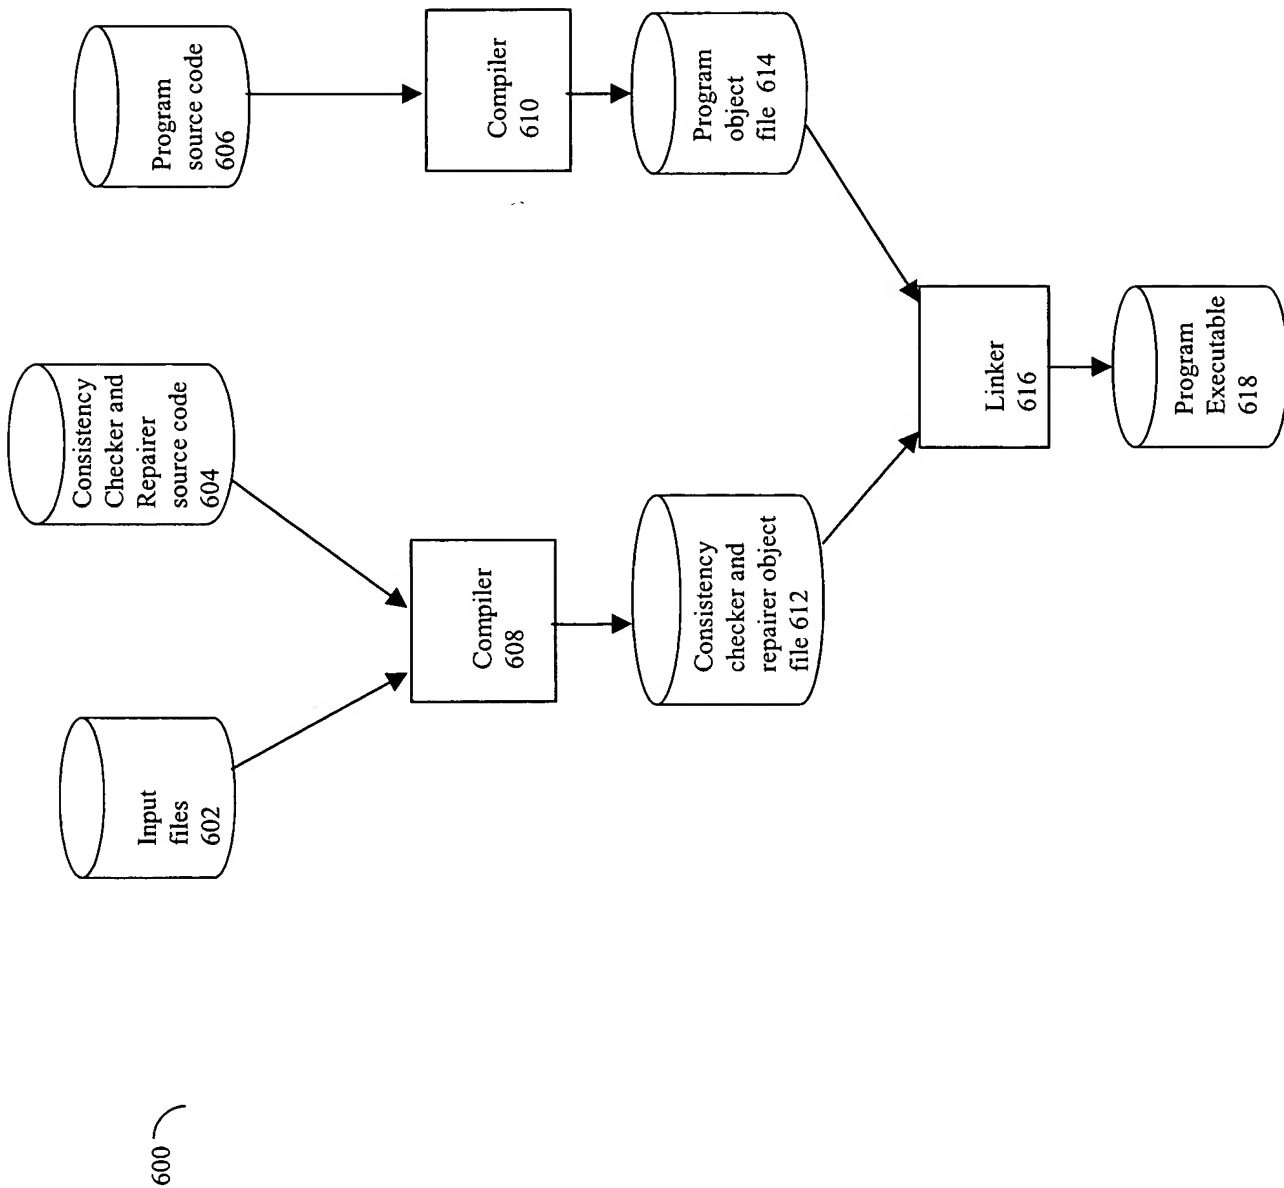 600
Input
files
602
Consistency
Checker and
Repairer
source code
604
Program
source code
606
Compiler
608
Compiler
610
Consistency
checker and
repairer object
file 612
Program
object
file 614
Linker
616
Program
Executable
618